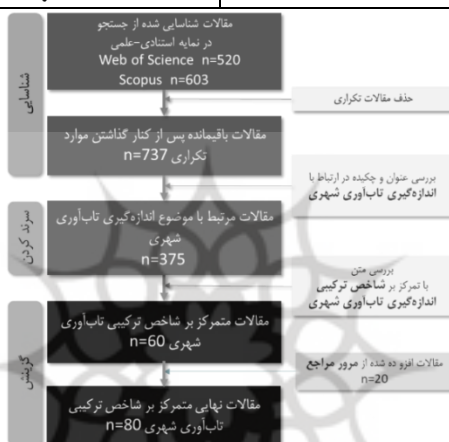 شناسایی
مقالات شناسایی شده از جستجو
در نمایه استنادی-علمی
Web of Science n=520
Scopus n=603
حذف مقالات تکراری
مقالات باقیمانده پس از کنار گذاشتن موارد
تکراری n=737
بررسی عنوان و چکیده در ارتباط با
اندازه‌گیری تاب‌آوری شهری
سرند کردن
مقالات مرتبط با موضوع اندازه‌گیری تاب‌آوری
شهری
n=375
بررسی متن
با تمرکز بر شاخص ترکیبی
اندازه‌گیری تاب‌آوری شهری
گزینش
مقالات متمرکز بر شاخص ترکیبی تاب‌آوری
شهری n=60
مقالات افزو ده شده از مرور مراجع
n=20
مقالات نهایی متمرکز بر شاخص ترکیبی
تاب‌آوری شهری n=80